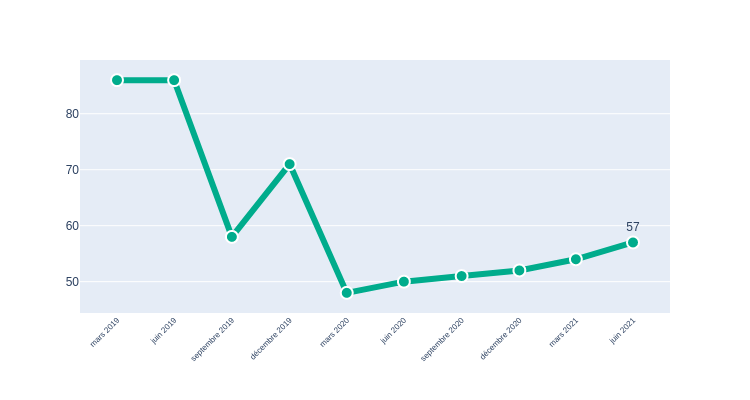 80
70
60
50
57
mars 2019
juin 2019
septembre 2019
décembre 2019
mars 2020
juin 2020
septembre 2020
décembre 2020
mars 2021
juin 2021